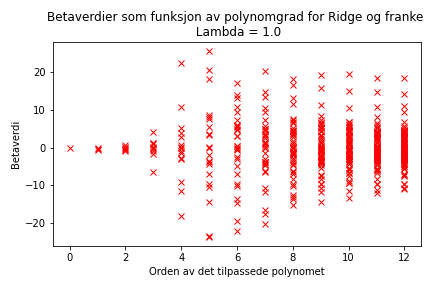 Betaverdier som funksjon av polynomgrad for Ridge og franke
Lambda = 1.0
20
10
0
−10
−20
Betaverdi
0 2 4 6 8 10 12
Orden av det tilpassede polynomet